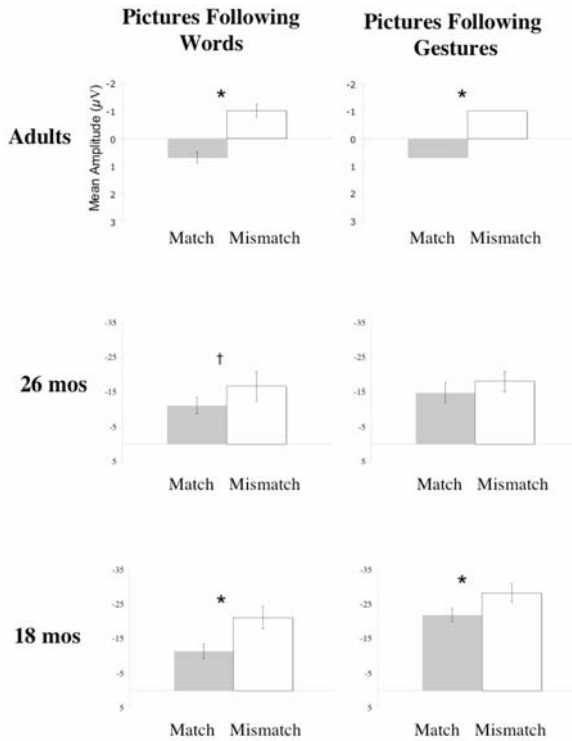 Pictures Following
Words
Pictures Following
Gestures
Adults
Mean Amplitude (µV)
-2
-1
0
1
2
3
*
Match Mismatch
-2
-1
0
1
2
3
*
Match Mismatch
26 mos
-35
-25
-15
-5
5
†
Match Mismatch
-35
-25
-15
-5
5
Match Mismatch
18 mos
-35
-25
-15
-5
5
*
Match Mismatch
-35
-25
-15
-5
5
*
Match Mismatch